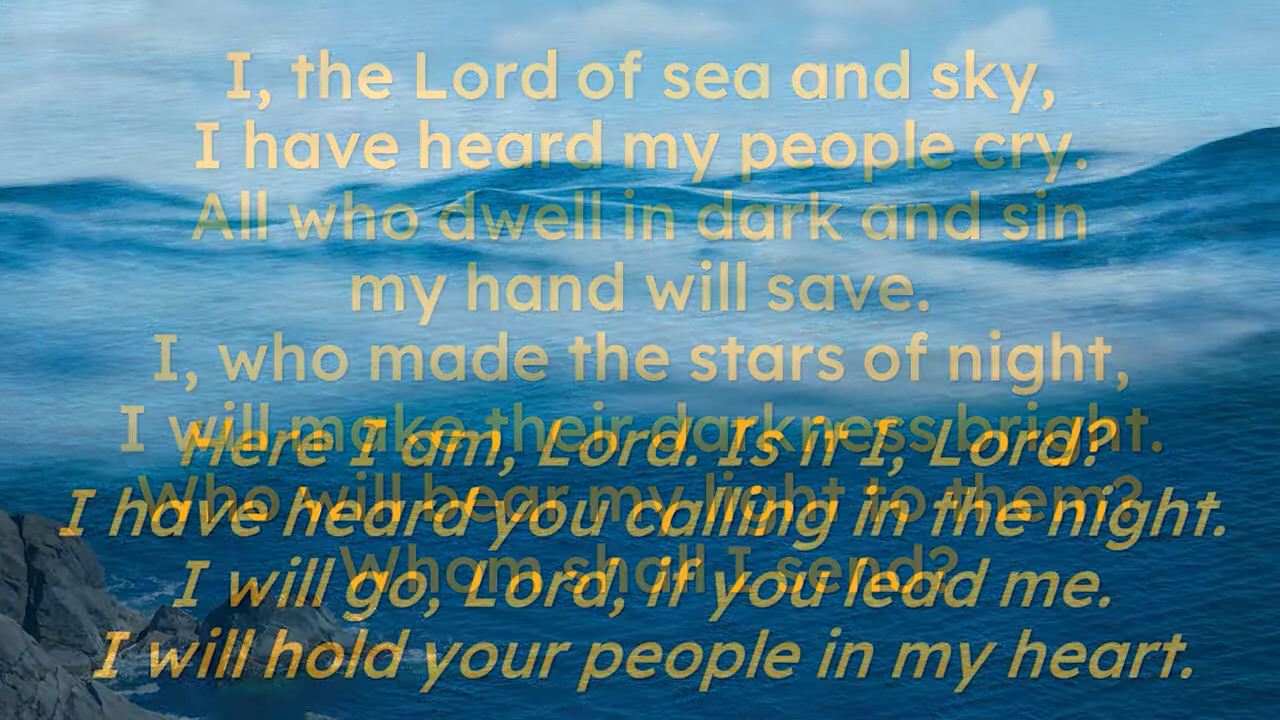 I, the Lord of sea and sky,
I have heard my people cry.
All who dwell in dark and sin
my hand will save.
I, who made the stars of night,
I will make their darkness bright.
Who will bear my light to them?
Whom shall I send?
Here I am, Lord. Is it I, Lord?
I have heard you calling in the night.
I will go, Lord, if you lead me.
I will hold your people in my heart.